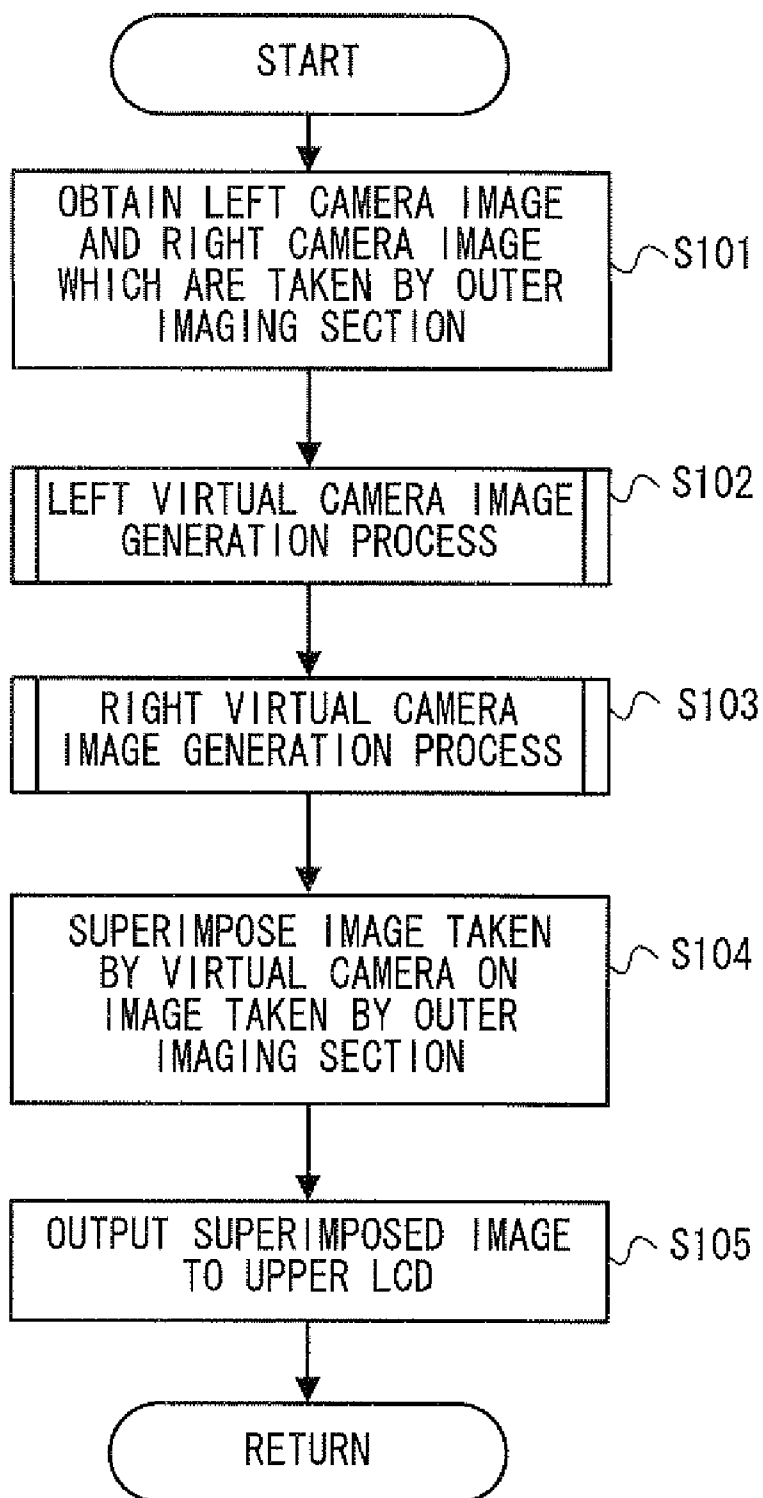 START
OBTAIN LEFT CAMERA IMAGE
AND RIGHT CAMERA IMAGE
WHICH ARE TAKEN BY OUTER
IMAGING SECTION
S101
LEFT VIRTUAL CAMERA IMAGE
GENERATION PROCESS
S102
RIGHT VIRTUAL CAMERA
IMAGE GENERATION PROCESS
S103
SUPERIMPOSE IMAGE TAKEN
BY VIRTUAL CAMERA ON
IMAGE TAKEN BY OUTER
IMAGING SECTION
S104
OUTPUT SUPERIMPOSED IMAGE
TO UPPER LCD
S105
RETURN